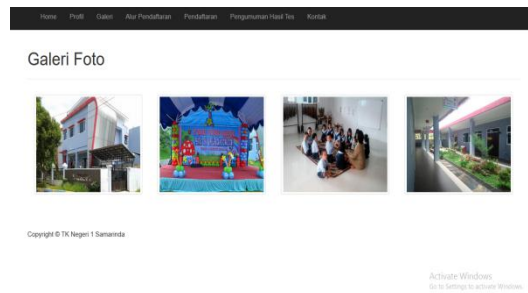 Home Profil Galeri Alur Pendaftaran Pendaftaran Pengumuman Hasil Tes Kontak
Galeri Foto
Copyright © TK Negeri 1 Samarinda
Activate Windows
Go to Settings to activate Windows.